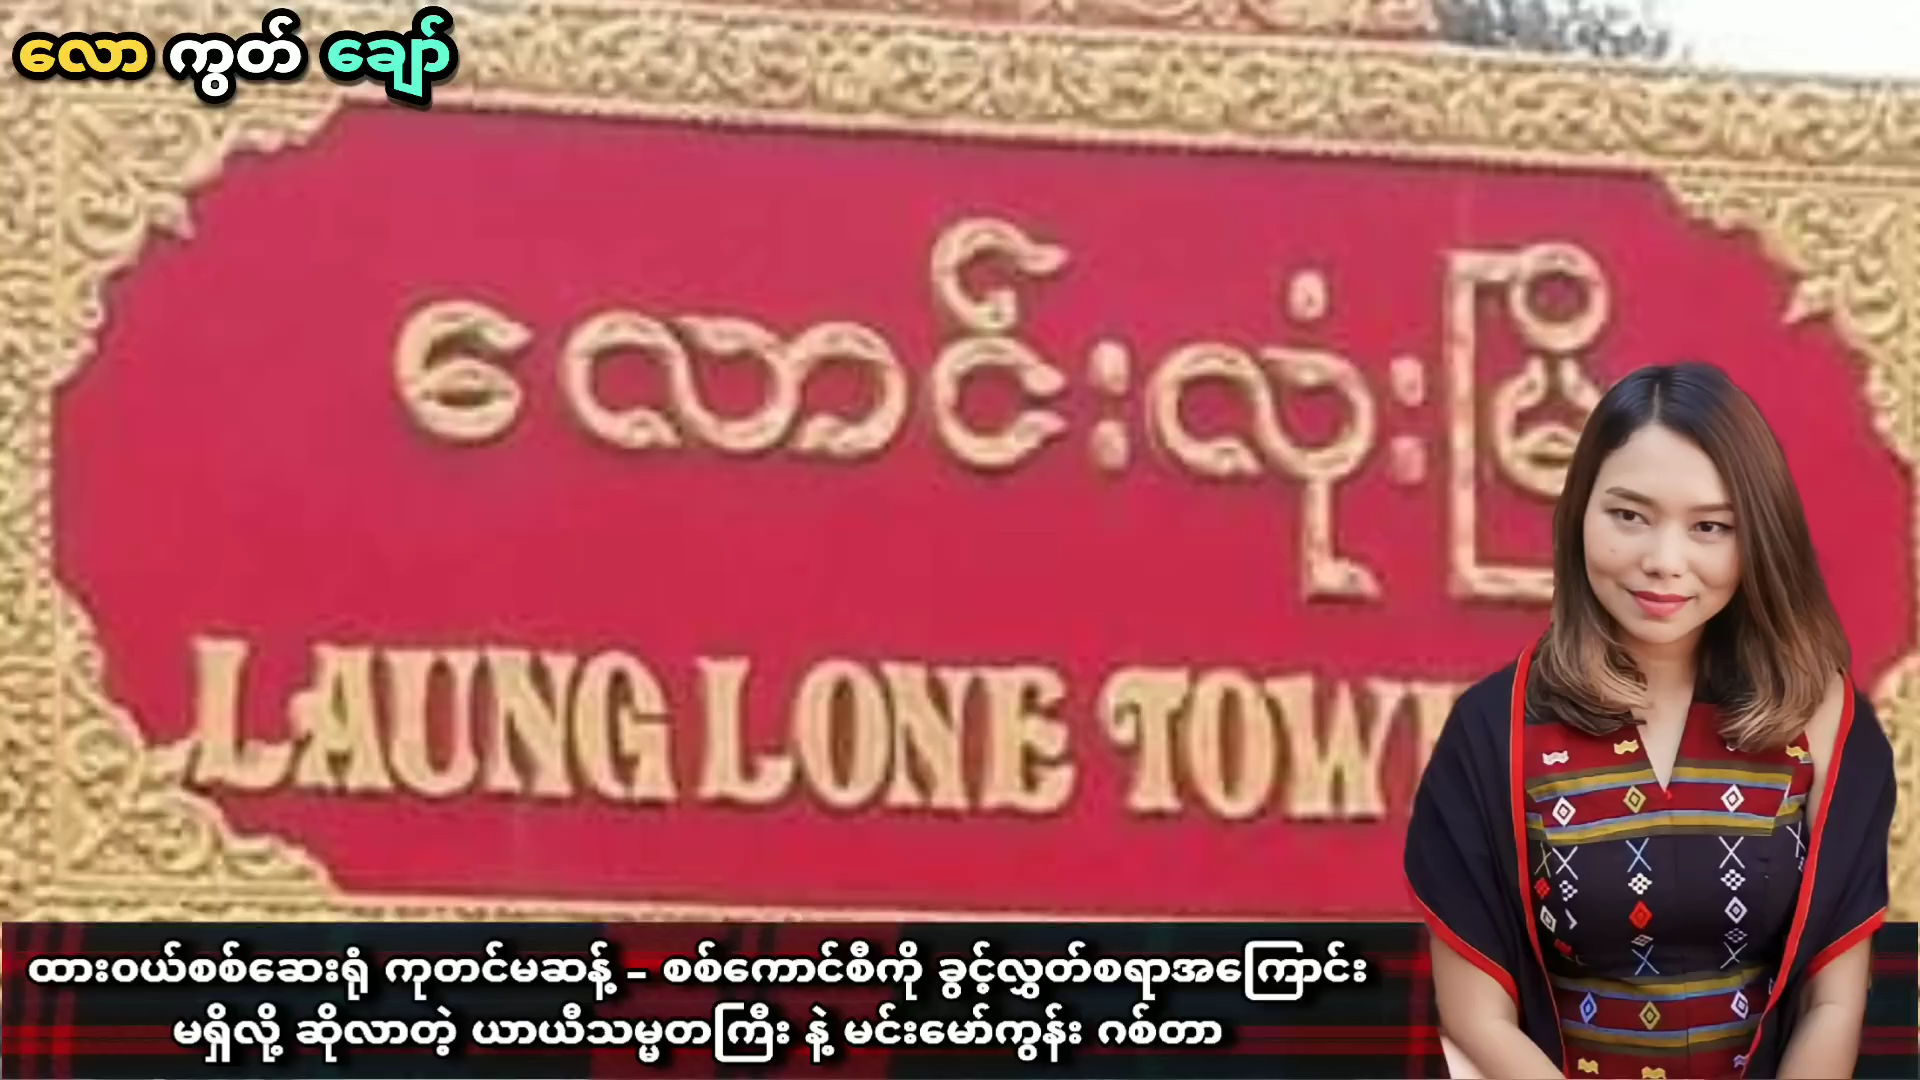 လော ကွတ် ချော်
လောင်းလုံးမြို့
LAUNG LONE TOW
ထားဝယ်စစ်ဆေးရုံ ကုတင်မဆန့် – စစ်ကောင်စီကို ခွင့်လွှတ်စရာအကြောင်း
မရှိလို့ ဆိုလာတဲ့ ယာယီသမ္မတကြီး နဲ့ မင်းမော်ကွန်း ဂစ်တာ